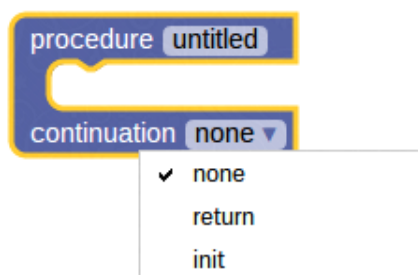 procedure untitled
continuation none ▾
✓ none
return
init